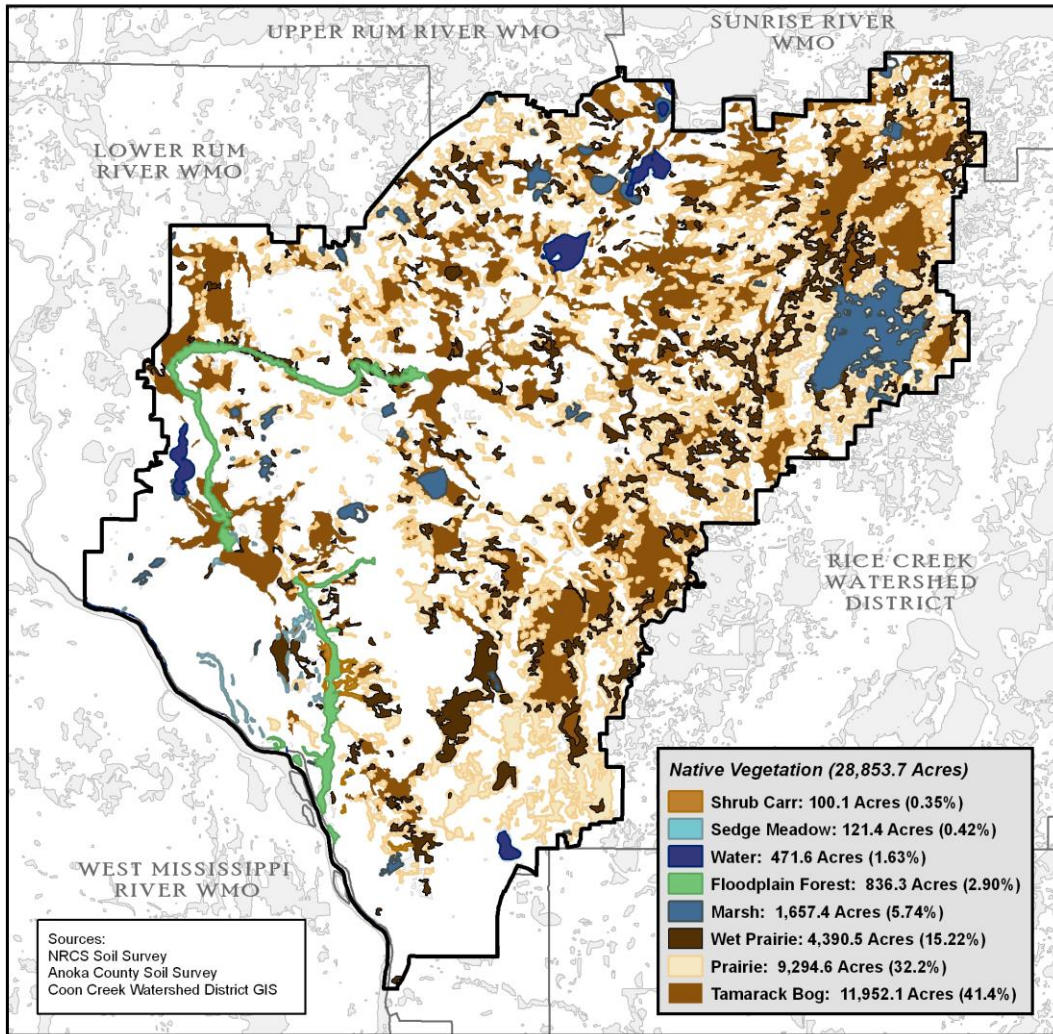 UPPER RUM RIVER WMO
SUNRISE RIVER
WMO
LOWER RUM
RIVER WMO
RICE CREEK
WATERSHED
DISTRICT
WEST MISSISSIPPI
RIVER WMO
Native Vegetation (28,853.7 Acres)
Shrub Carr: 100.1 Acres (0.35%)
Sedge Meadow: 121.4 Acres (0.42%)
Water: 471.6 Acres (1.63%)
Floodplain Forest: 836.3 Acres (2.90%)
Marsh: 1,657.4 Acres (5.74%)
Wet Prairie: 4,390.5 Acres (15.22%)
Prairie: 9,294.6 Acres (32.2%)
Tamarack Bog: 11,952.1 Acres (41.4%)
Sources:
NRCS Soil Survey
Anoka County Soil Survey
Coon Creek Watershed District GIS